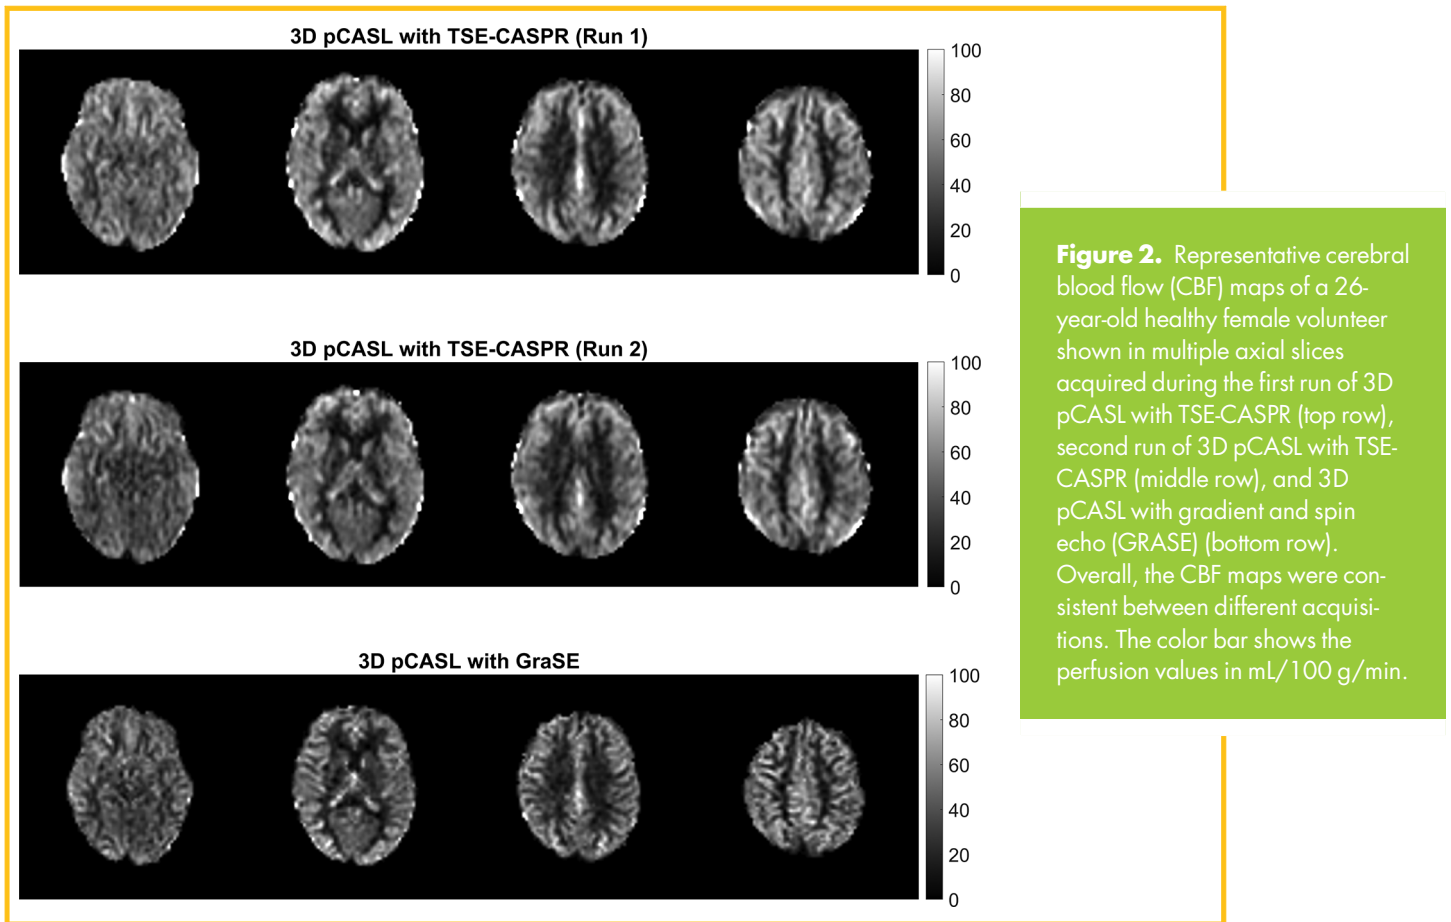 3D pCASL with TSE-CASPR (Run 1)
100
80
60
40
20
0
3D pCASL with TSE-CASPR (Run 2)
100
80
60
40
20
0
3D pCASL with GraSE
100
80
60
40
20
0
Figure 2. Representative cerebral
blood flow (CBF) maps of a 26-
year-old healthy female volunteer
shown in multiple axial slices
acquired during the first run of 3D
pCASL with TSE-CASPR (top row),
second run of 3D pCASL with TSE-
CASPR (middle row), and 3D
pCASL with gradient and spin
echo (GRASE) (bottom row).
Overall, the CBF maps were con-
sistent between different acquisi-
tions. The color bar shows the
perfusion values in mL/100 g/min.